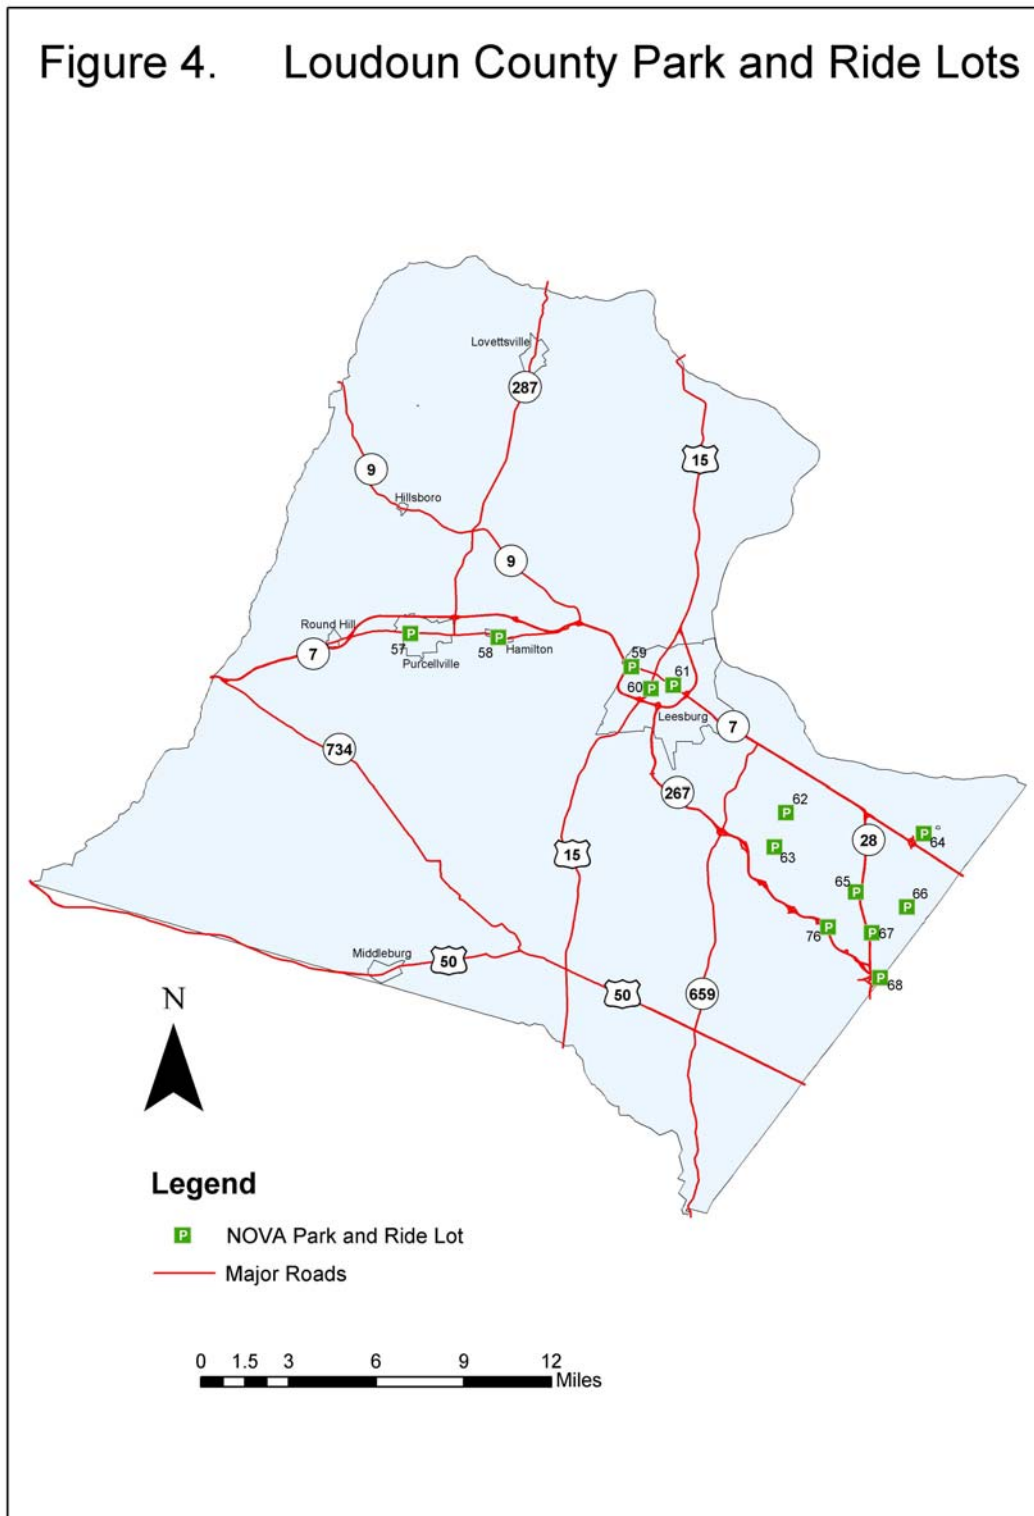 Figure 4. Loudoun County Park and Ride Lots
Lovettsville
287
15
9
Hillsboro
9
Round Hill
7
57
Purcellville
58
Hamilton
59
60
61
Leesburg
7
734
267
62
63
28
64
15
65
66
76
67
68
Middleburg
50
50
659
N
Legend
P NOVA Park and Ride Lot
Major Roads
0 1.5 3 6 9 12
Miles